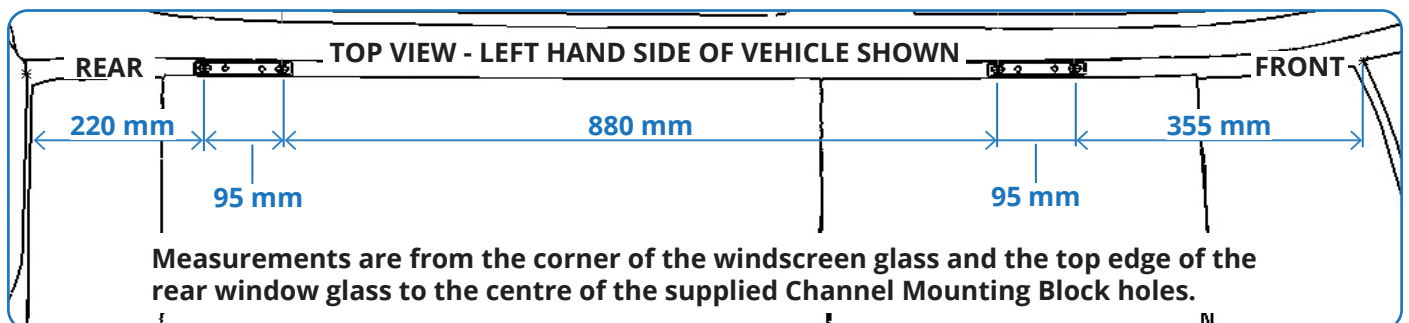 TOP VIEW - LEFT HAND SIDE OF VEHICLE SHOWN
REAR
FRONT
220 mm
880 mm
355 mm
95 mm
95 mm
Measurements are from the corner of the windscreen glass and the top edge of the
rear window glass to the centre of the supplied Channel Mounting Block holes.